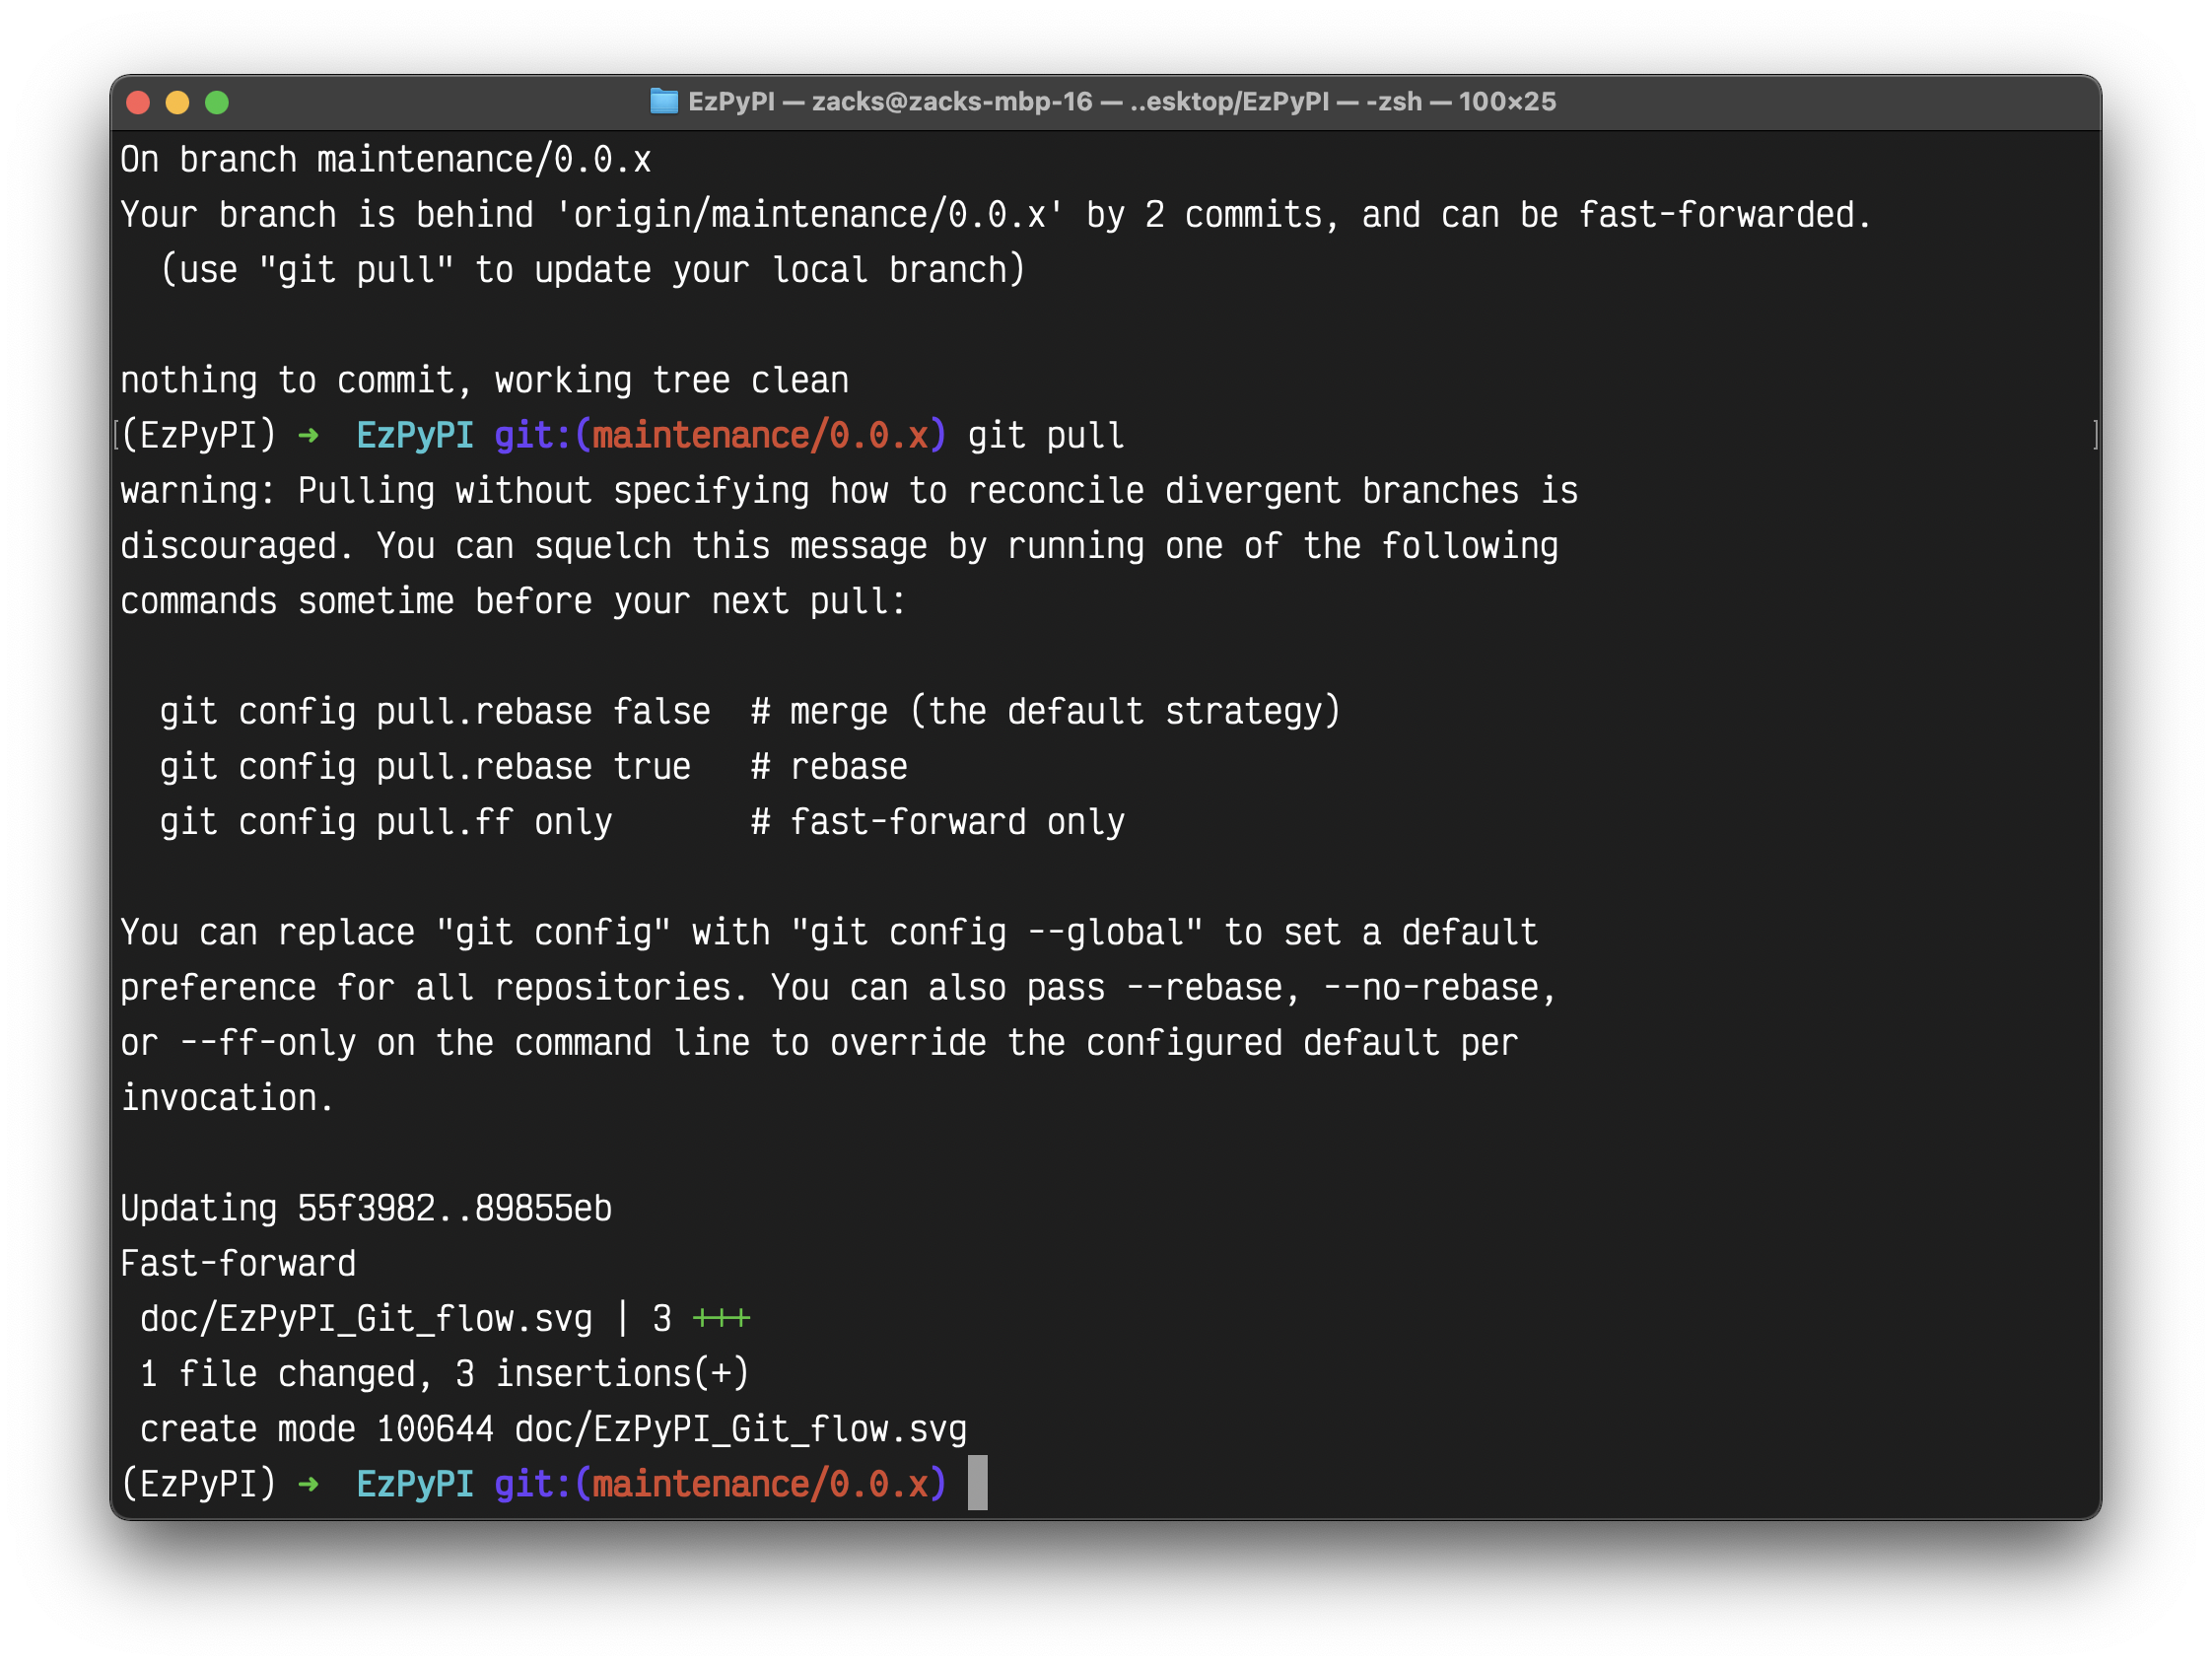 EzPyPI — zacks@zacks-mbp-16 — ..esktop/EzPyPI — -zsh — 100×25
On branch maintenance/0.0.x
Your branch is behind 'origin/maintenance/0.0.x' by 2 commits, and can be fast-forwarded.
  (use "git pull" to update your local branch)

nothing to commit, working tree clean
[(EzPyPI) ➜  EzPyPI git:(maintenance/0.0.x) git pull ]
warning: Pulling without specifying how to reconcile divergent branches is
discouraged. You can squelch this message by running one of the following
commands sometime before your next pull:

  git config pull.rebase false  # merge (the default strategy)
  git config pull.rebase true   # rebase
  git config pull.ff only       # fast-forward only

You can replace "git config" with "git config --global" to set a default
preference for all repositories. You can also pass --rebase, --no-rebase,
or --ff-only on the command line to override the configured default per
invocation.

Updating 55f3982..89855eb
Fast-forward
 doc/EzPyPI_Git_flow.svg | 3 +++
 1 file changed, 3 insertions(+)
 create mode 100644 doc/EzPyPI_Git_flow.svg
(EzPyPI) ➜  EzPyPI git:(maintenance/0.0.x)